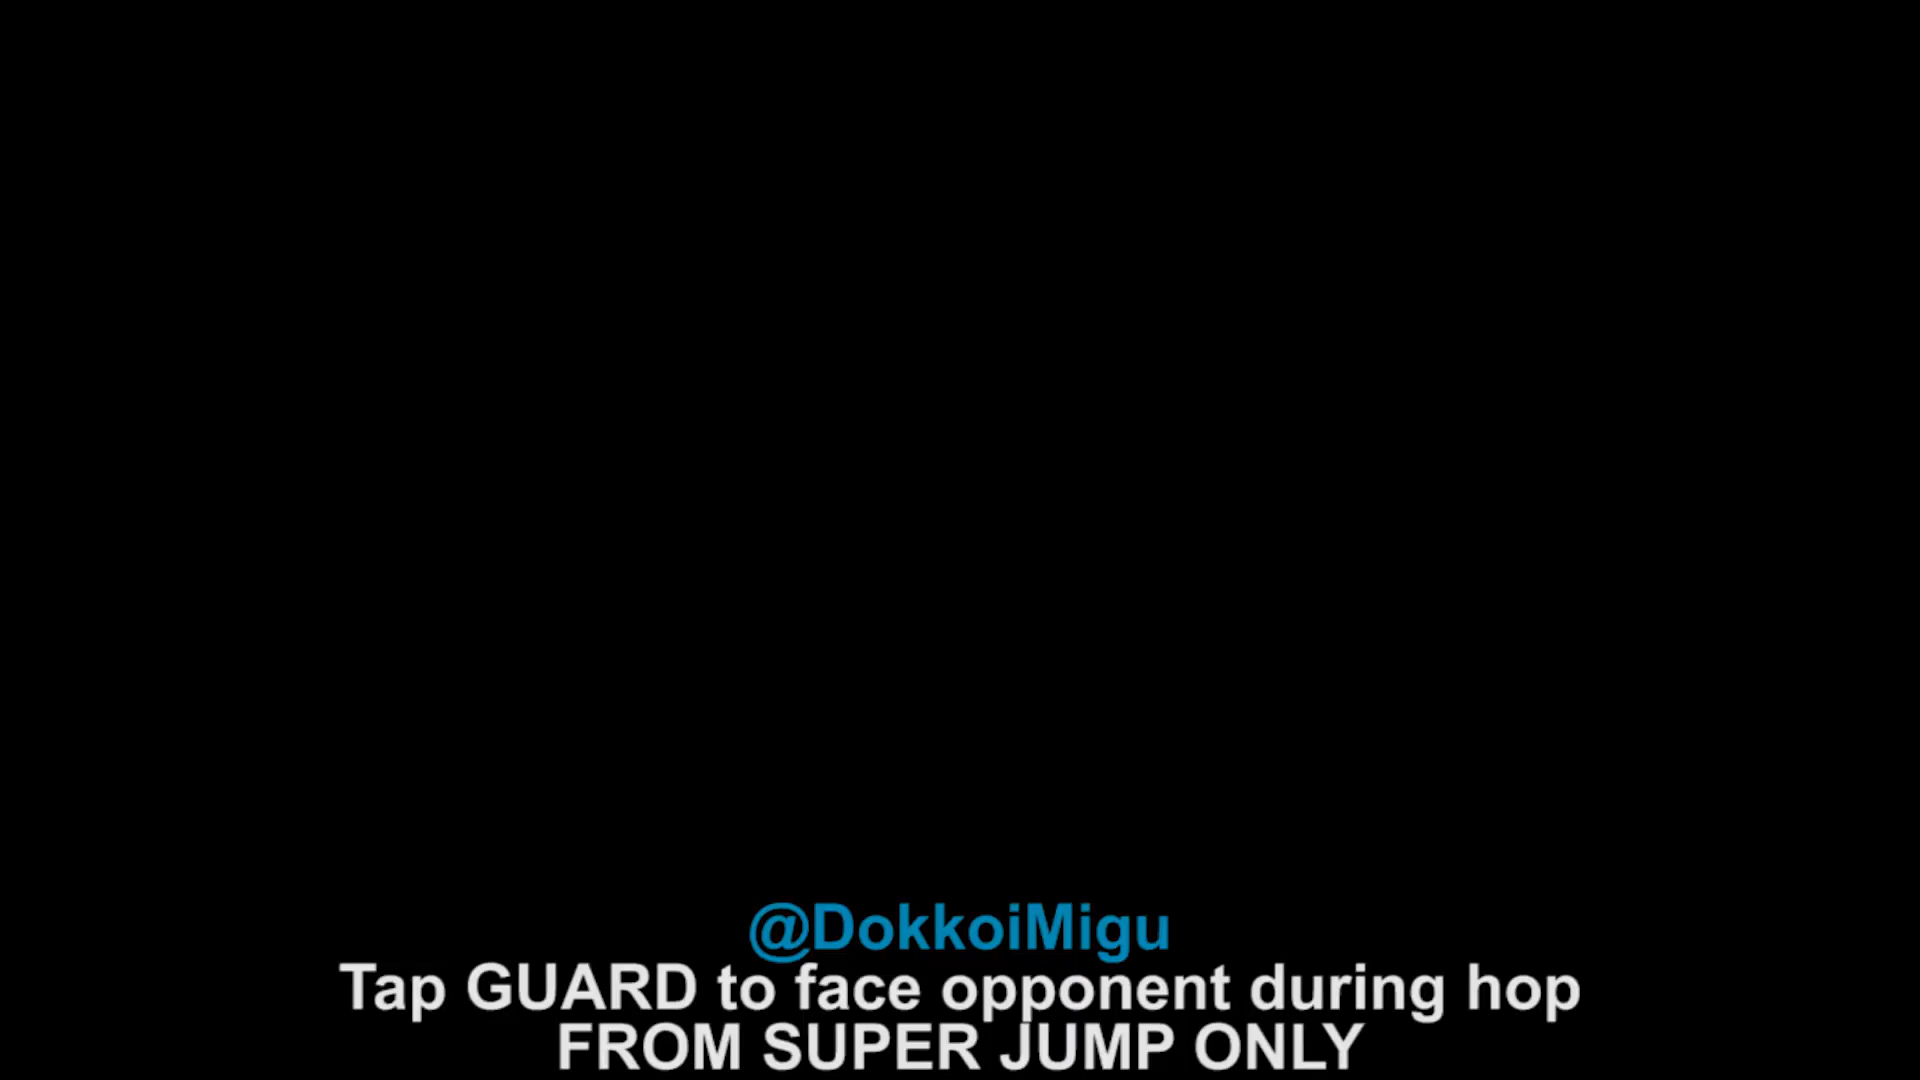 @DokkoiMigu
Tap GUARD to face opponent during hop
FROM SUPER JUMP ONLY